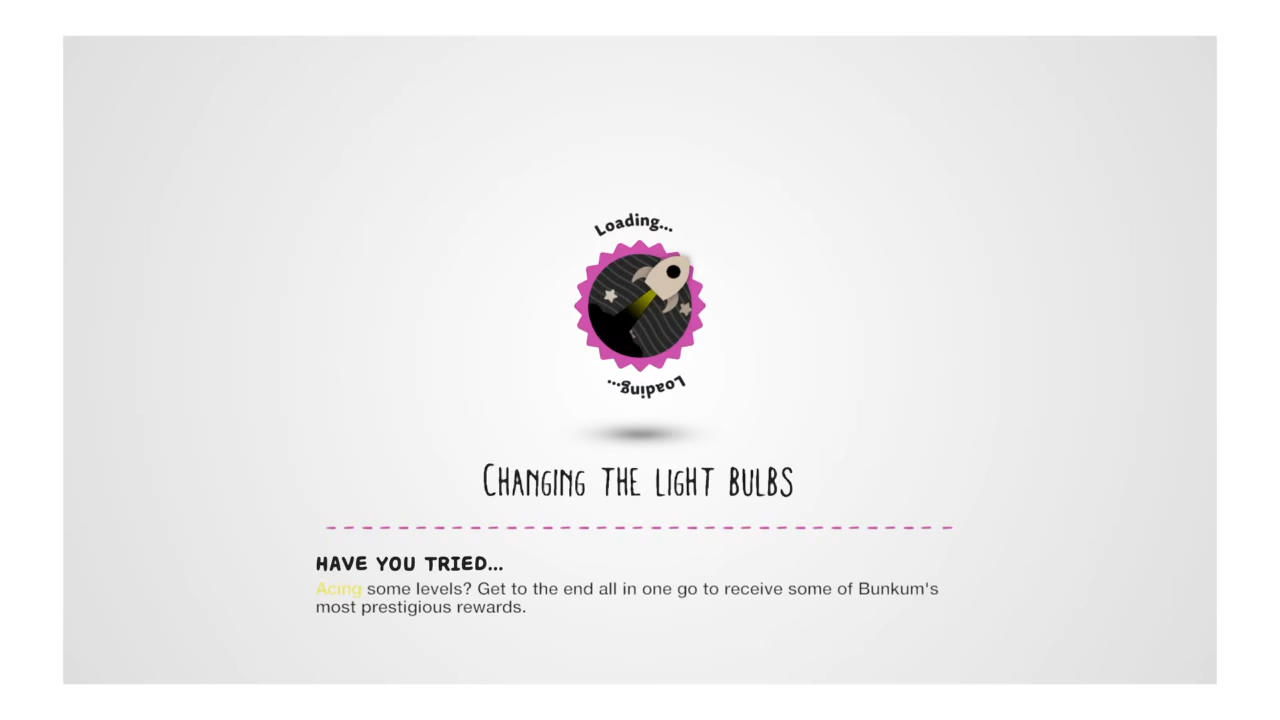 Loading...
Loading...
Changing the light bulbs
HAVE YOU TRIED...
Acing some levels? Get to the end all in one go to receive some of Bunkum's
most prestigious rewards.